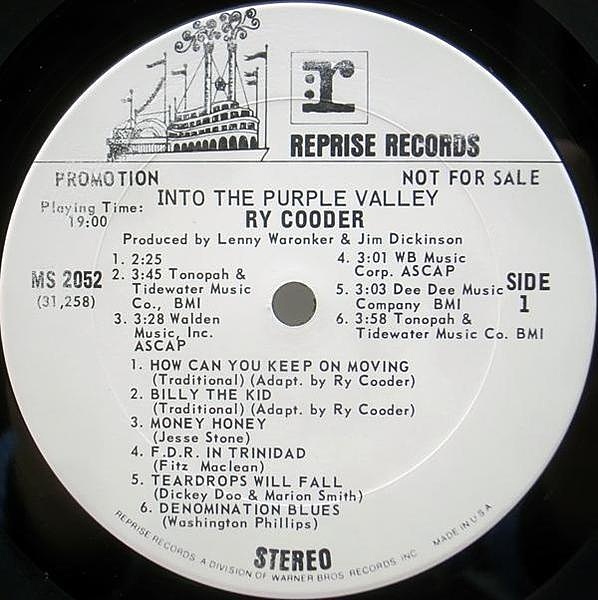 r
REPRISE RECORDS
PROMOTION NOT FOR SALE
INTO THE PURPLE VALLEY
Playing Time:
19:00
RY COODER
Produced by Lenny Waronker & Jim Dickinson
MS 2052
(31,258)
1. 2:25
2. 3:45 Tonopah &
Tidewater Music
Co., BMI
3. 3:28 Walden
Music, Inc.
ASCAP
4. 3:01 WB Music
Corp. ASCAP
5. 3:03 Dee Dee Music
Company BMI
6. 3:58 Tonopah &
Tidewater Music Co. BMI
SIDE
1
1. HOW CAN YOU KEEP ON MOVING
(Traditional) (Adapt. by Ry Cooder)
2. BILLY THE KID
(Traditional) (Adapt. by Ry Cooder)
3. MONEY HONEY
(Jesse Stone)
4. F.D.R. IN TRINIDAD
(Fitz Maclean)
5. TEARDROPS WILL FALL
(Dickey Doo & Marion Smith)
6. DENOMINATION BLUES
(Washington Phillips)
STEREO
REPRISE RECORDS, A DIVISION OF WARNER BROS. RECORDS, INC. MADE IN U.S.A.